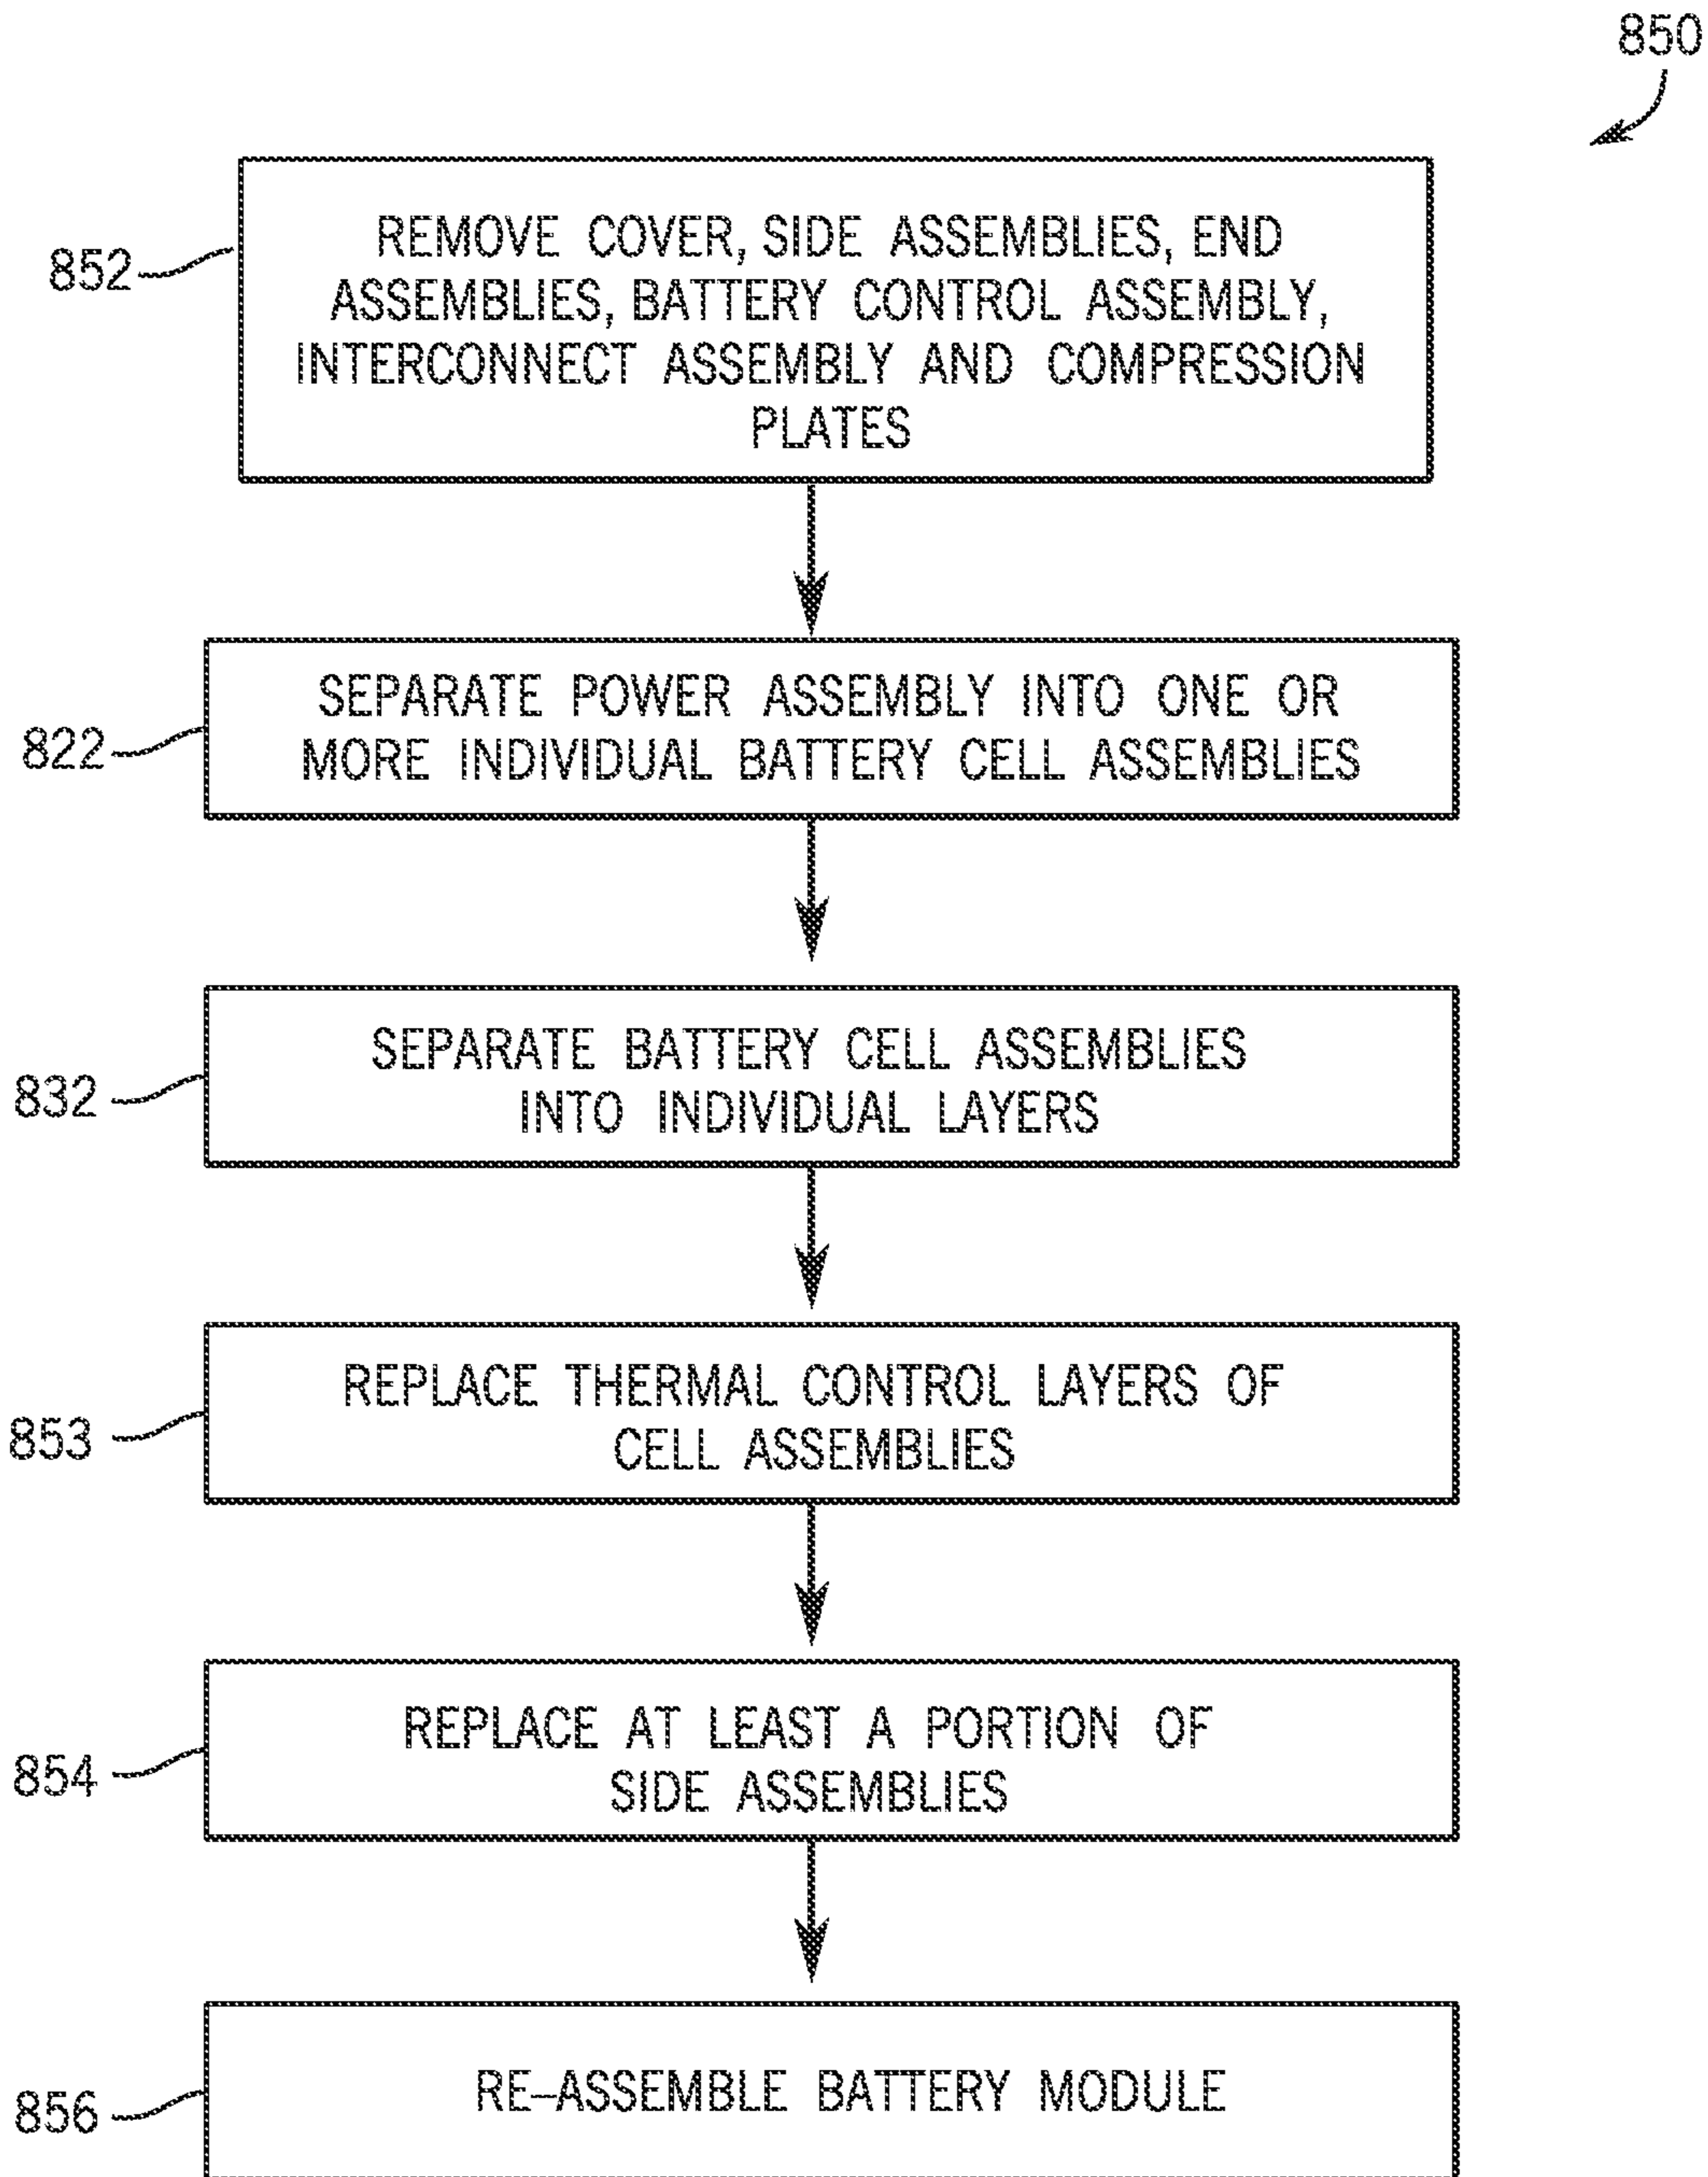 850
852
REMOVE COVER, SIDE ASSEMBLIES, END
ASSEMBLIES, BATTERY CONTROL ASSEMBLY,
INTERCONNECT ASSEMBLY AND COMPRESSION
PLATES
822
SEPARATE POWER ASSEMBLY INTO ONE OR
MORE INDIVIDUAL BATTERY CELL ASSEMBLIES
832
SEPARATE BATTERY CELL ASSEMBLIES
INTO INDIVIDUAL LAYERS
853
REPLACE THERMAL CONTROL LAYERS OF
CELL ASSEMBLIES
854
REPLACE AT LEAST A PORTION OF
SIDE ASSEMBLIES
856
RE–ASSEMBLE BATTERY MODULE